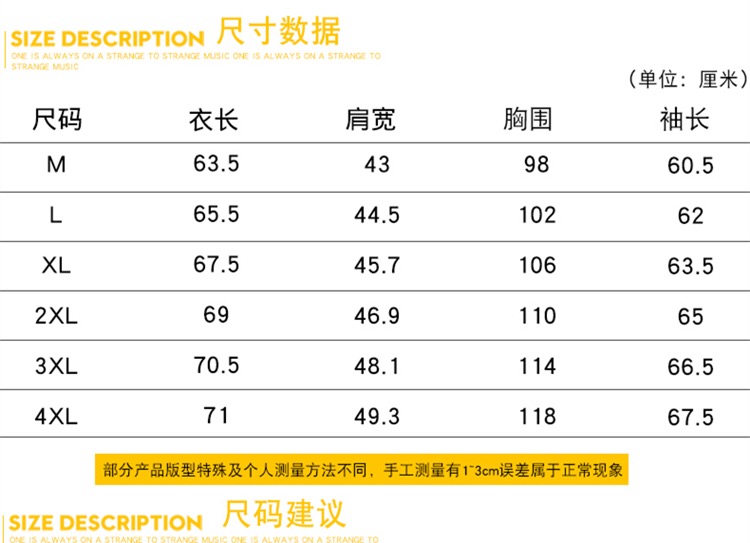 SIZE DESCRIPTION 尺寸数据
ONE IS ALWAYS ON A STRANGE TO STRANGE MUSIC ONE IS ALWAYS ON A STRANGE TO
STRANGE MUSIC
(单位：厘米)
尺码 衣长 肩宽 胸围 袖长
M 63.5 43 98 60.5
L 65.5 44.5 102 62
XL 67.5 45.7 106 63.5
2XL 69 46.9 110 65
3XL 70.5 48.1 114 66.5
4XL 71 49.3 118 67.5
部分产品版型特殊及个人测量方法不同，手工测量有1~3cm误差属于正常现象
SIZE DESCRIPTION 尺码建议
ONE IS ALWAYS ON A STRANGE TO STRANGE MUSIC ONE IS ALWAYS ON A STRANGE TO